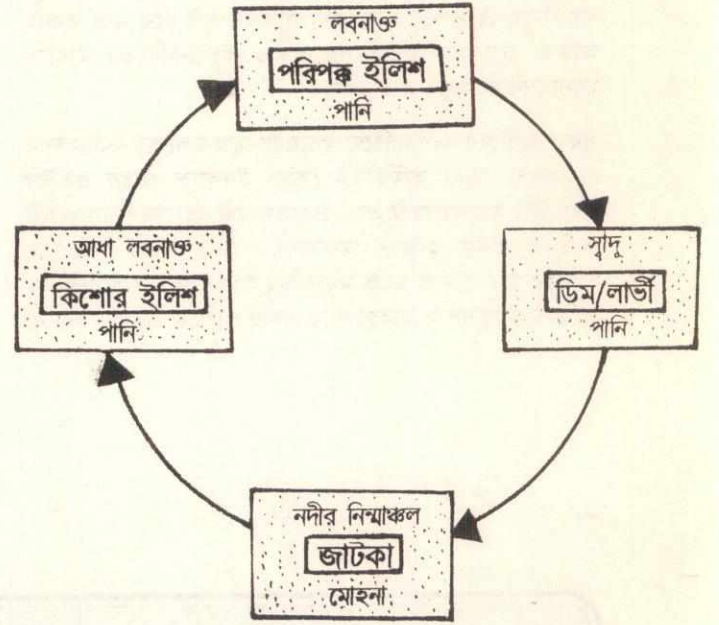 লবনাক্ত
পরিপক্ক ইলিশ
পানি
স্বাদু
ডিম/লার্ভী
পানি
নদীর নিন্মাঞ্চল
জাটকা
মোহনা
আধা লবনাক্ত
কিশোর ইলিশ
পানি